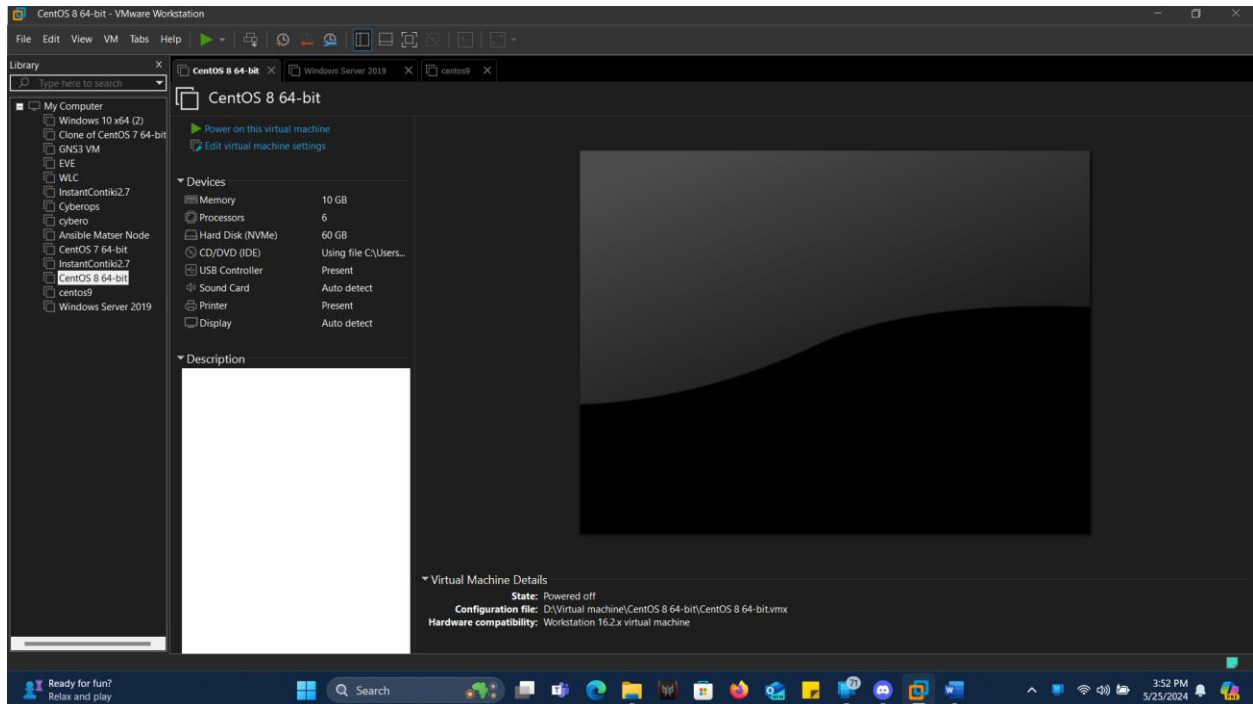 CentOS 8 64-bit - VMware Workstation
File Edit View VM Tabs Help
Library
Type here to search
My Computer
Windows 10 x64 (2)
Clone of CentOS 7 64-bit
GNS3 VM
EVE
WLC
InstantContiki2.7
Cyberops
cybero
Ansible Matser Node
CentOS 7 64-bit
InstantContiki2.7
CentOS 8 64-bit
centos9
Windows Server 2019
CentOS 8 64-bit Windows Server 2019 centos9
CentOS 8 64-bit
Power on this virtual machine
Edit virtual machine settings
Devices
Memory 10 GB
Processors 6
Hard Disk (NVMe) 60 GB
CD/DVD (IDE) Using file C:\Users...
USB Controller Present
Sound Card Auto detect
Printer Present
Display Auto detect
Description
Virtual Machine Details
State: Powered off
Configuration file: D:\Virtual machine\CentOS 8 64-bit\CentOS 8 64-bit.vmx
Hardware compatibility: Workstation 16.2.x virtual machine
Ready for fun?
Relax and play
Search
71
3:52 PM
5/25/2024